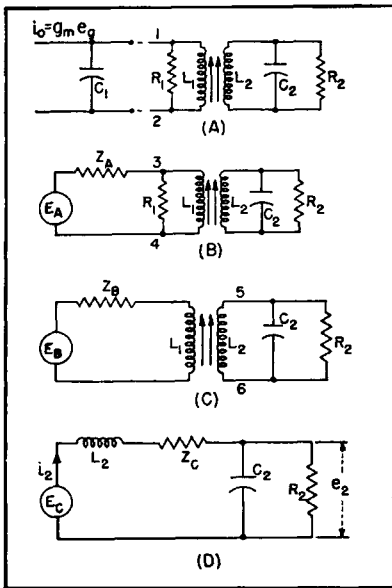 i₀=gₘeg 1
C₁ R₁ L₁ L₂ C₂ R₂
2
(A)
Z_A 3
E_A R₁ L₁ L₂ C₂ R₂
4
(B)
Z_B 5
E_B L₁ L₂ C₂ R₂
6
(C)
i₂ L₂ Z_C
E_C C₂ R₂ e₂
(D)